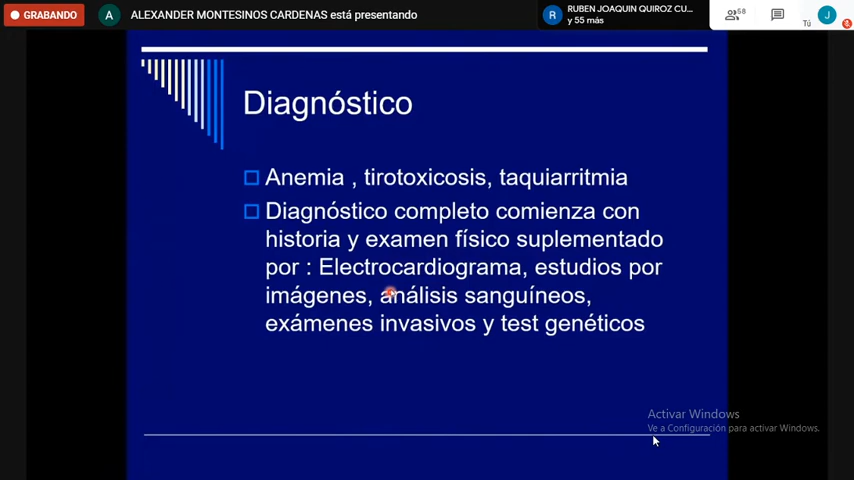 GRABANDO
A
ALEXANDER MONTESINOS CARDENAS está presentando
R
RUBEN JOAQUIN QUIROZ CU...
y 55 más
58
Tú
J
Diagnóstico
Anemia , tirotoxicosis, taquiarritmia
Diagnóstico completo comienza con
historia y examen físico suplementado
por : Electrocardiograma, estudios por
imágenes, análisis sanguíneos,
exámenes invasivos y test genéticos
Activar Windows
Ve a Configuración para activar Windows.